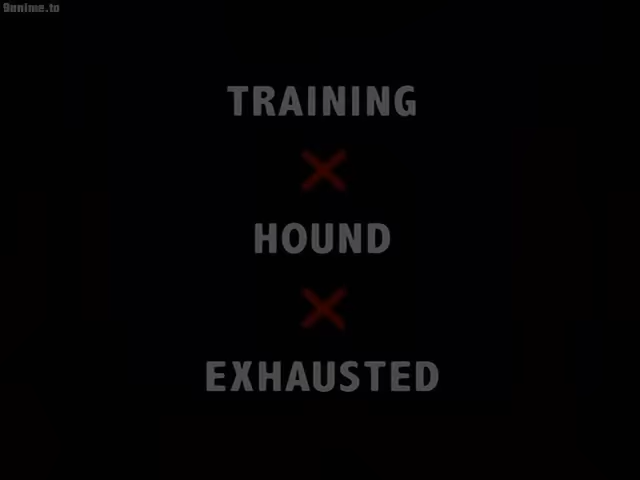 9anime.to
TRAINING
×
HOUND
×
EXHAUSTED